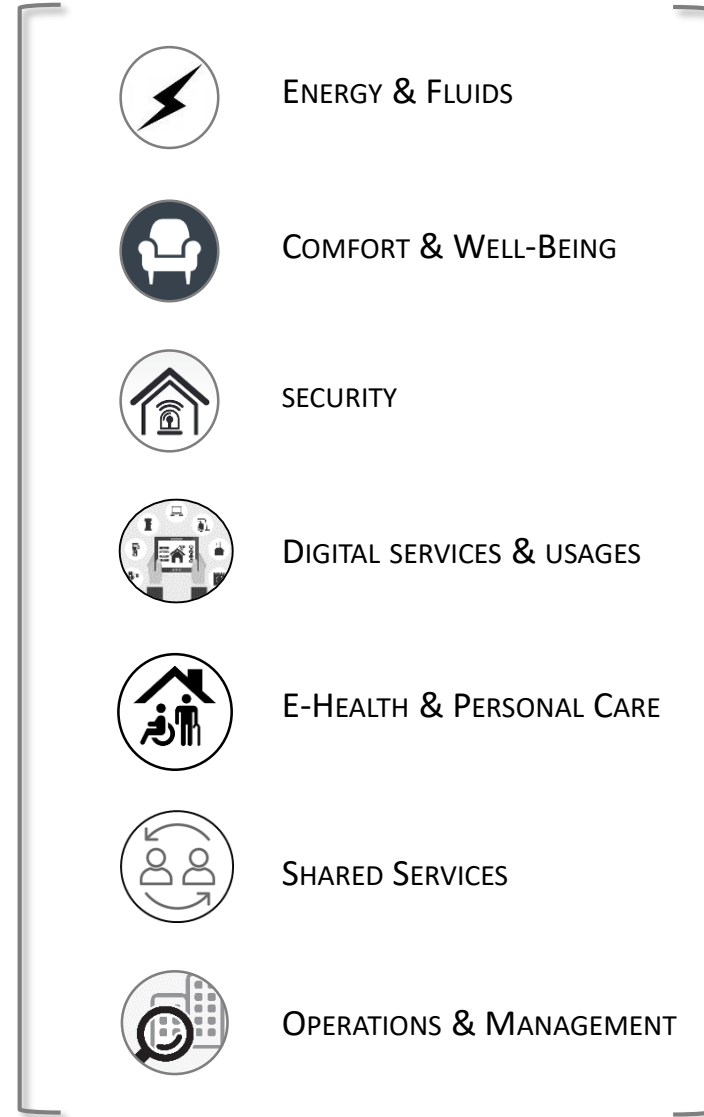 Energy & Fluids
Comfort & Well-Being
security
Digital services & usages
E-Health & Personal Care
Shared Services
Operations & Management